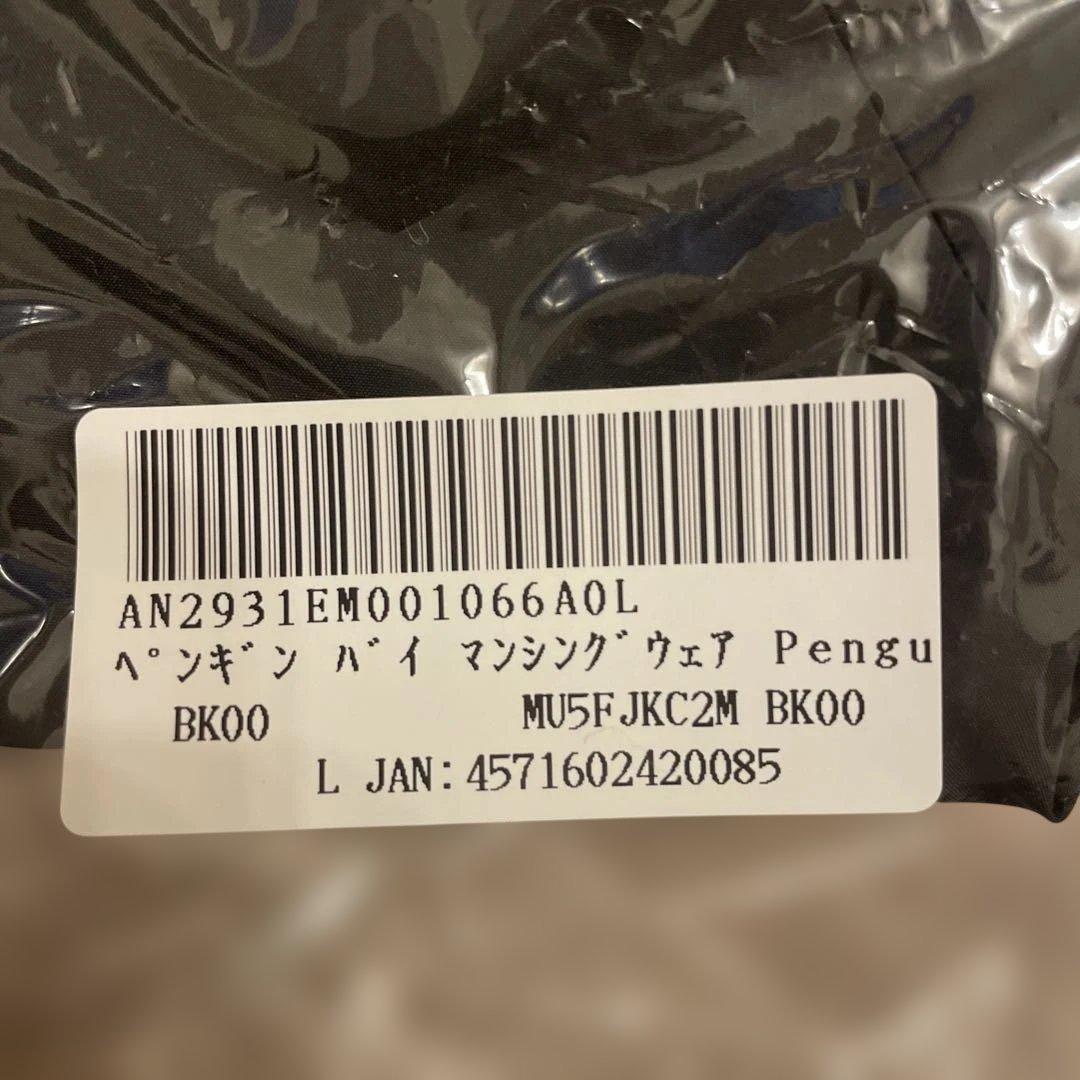 AN2931EM001066A0L
ﾍﾟﾝｷﾞﾝ ﾊﾞｲ ﾏﾝｼﾝｸﾞｳｪｱ Pengu
BK00 MU5FJKC2M BK00
L JAN:4571602420085